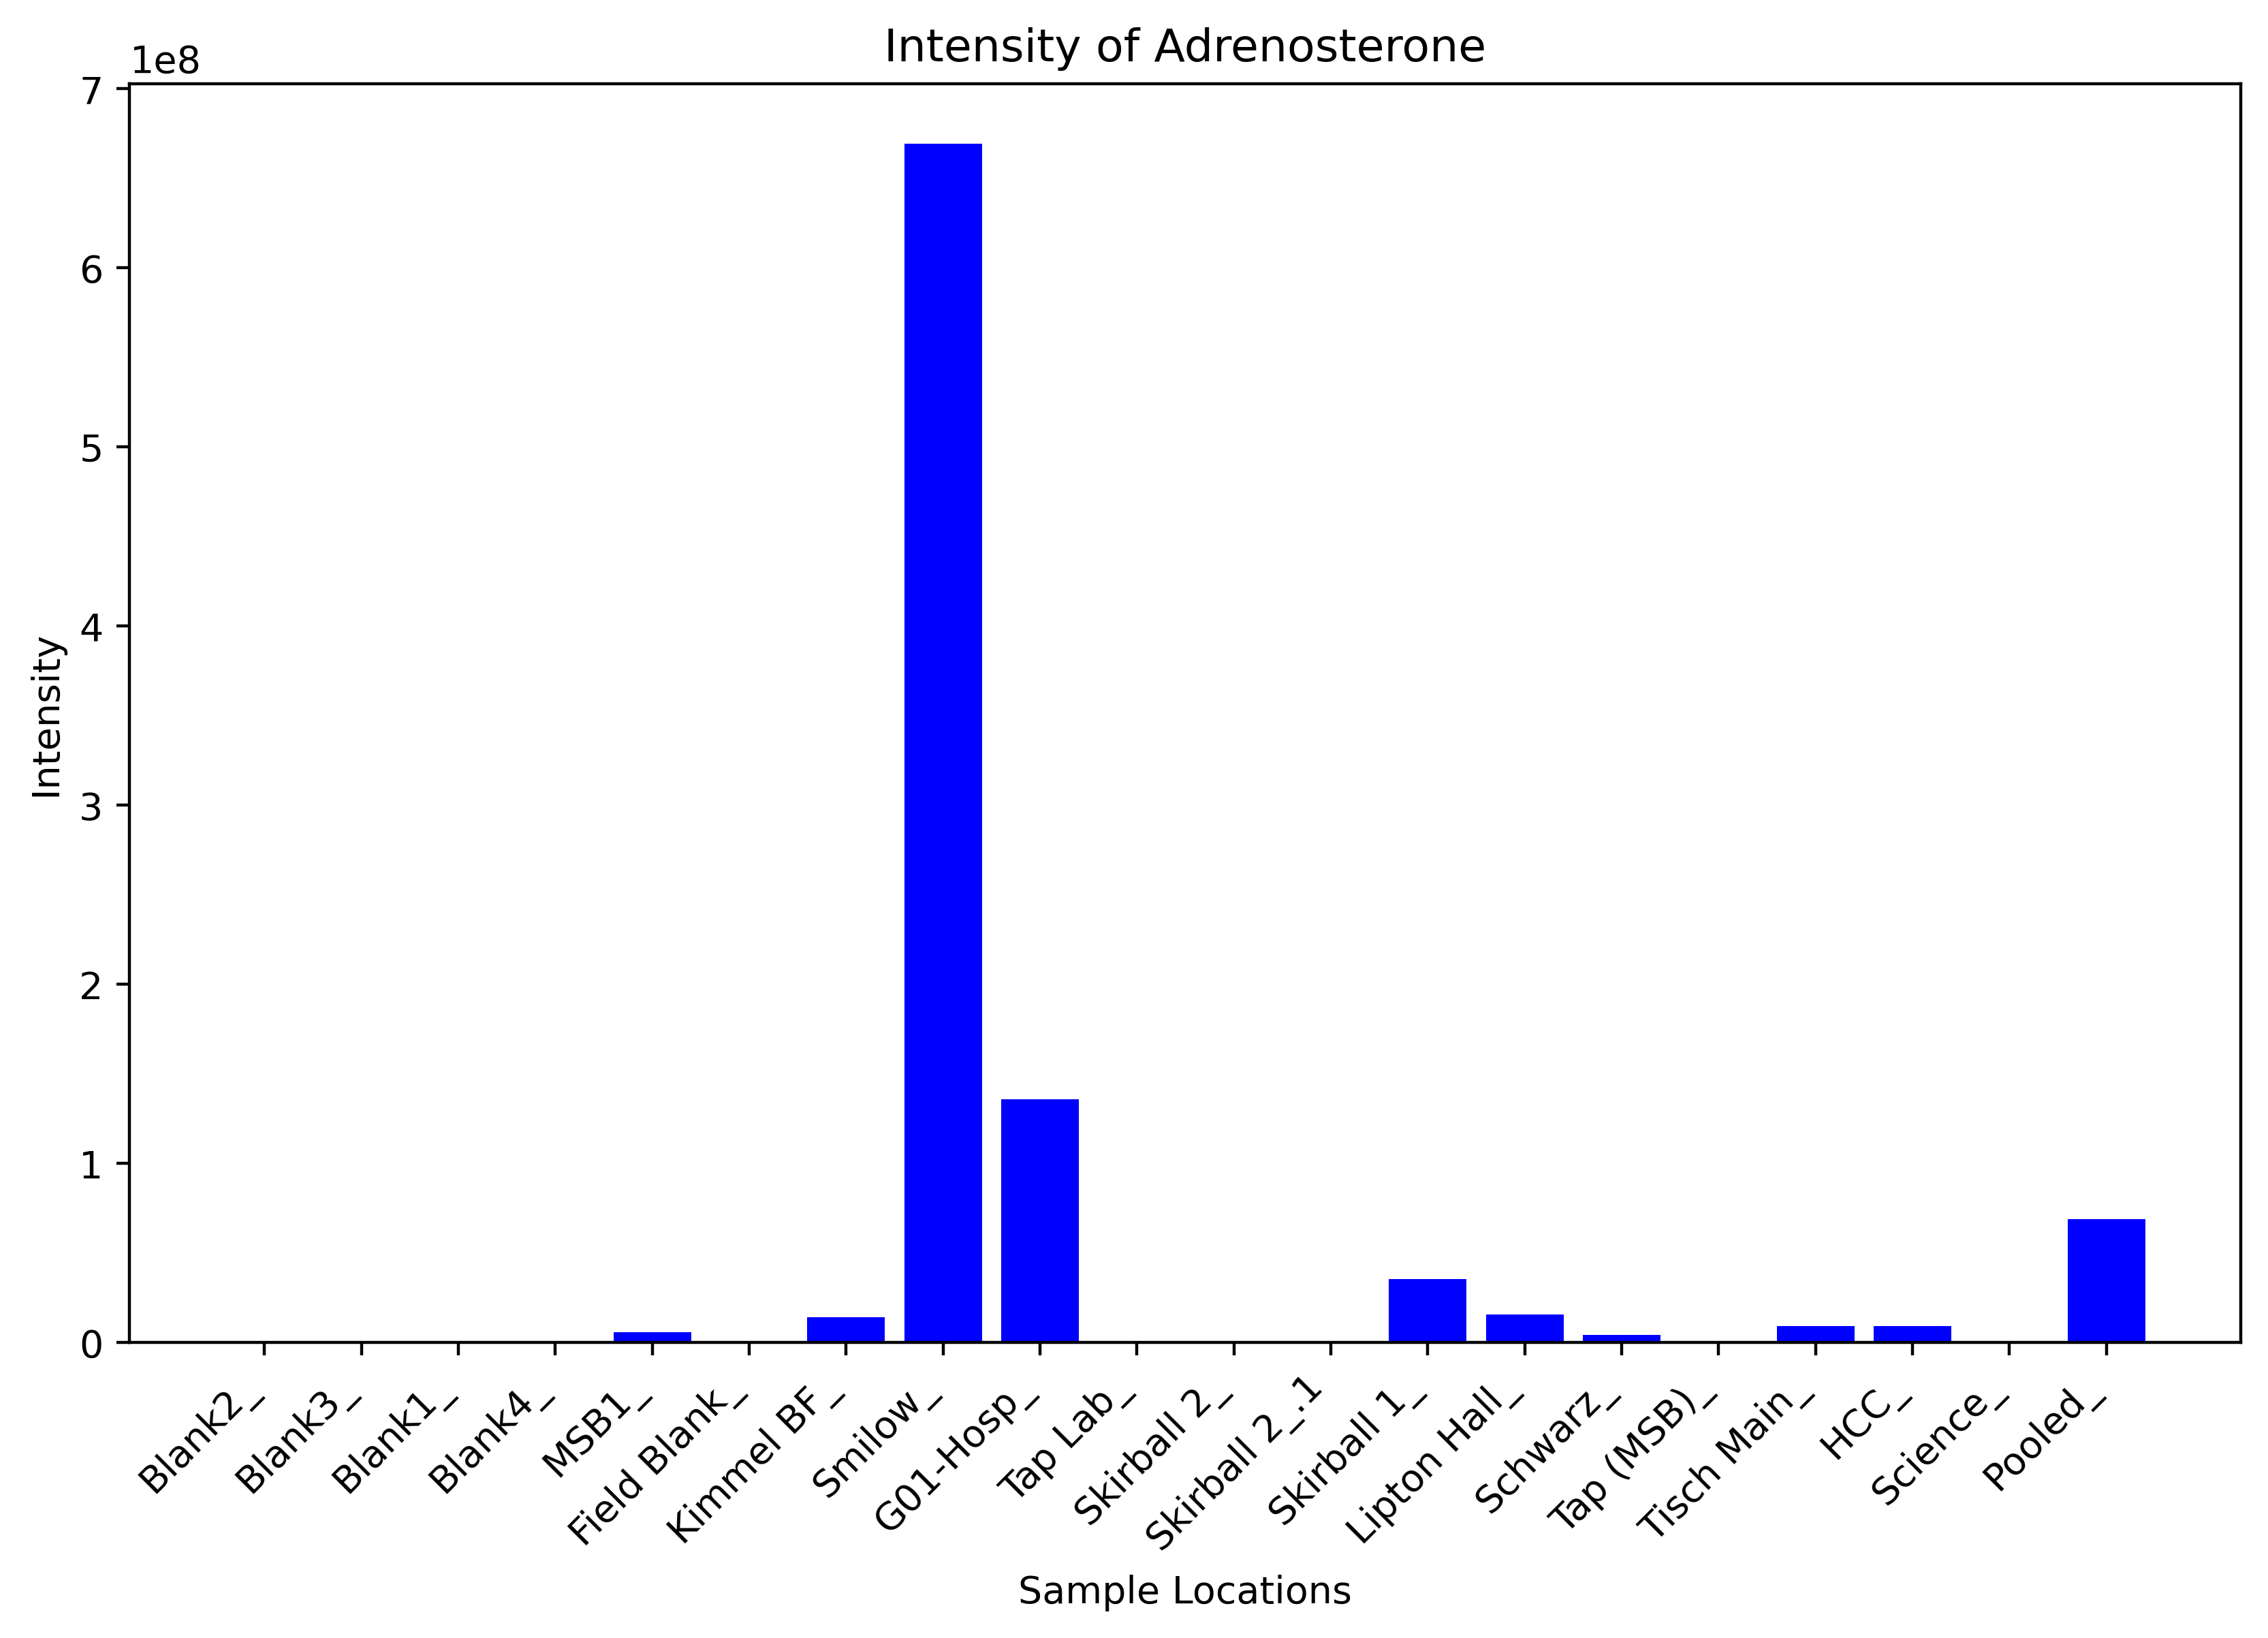 Intensity of Adrenosterone
1e8
7
6
5
4
3
2
1
0
Intensity
Blank2_
Blank3_
Blank1_
Blank4_
MSB1_
Field Blank_
Kimmel BF_
Smilow_
G01-Hosp_
Tap Lab_
Skirball 2_
Skirball 2_.1
Skirball 1_
Lipton Hall_
Schwarz_
Tap (MSB)_
Tisch Main_
HCC_
Science_
Pooled_
Sample Locations